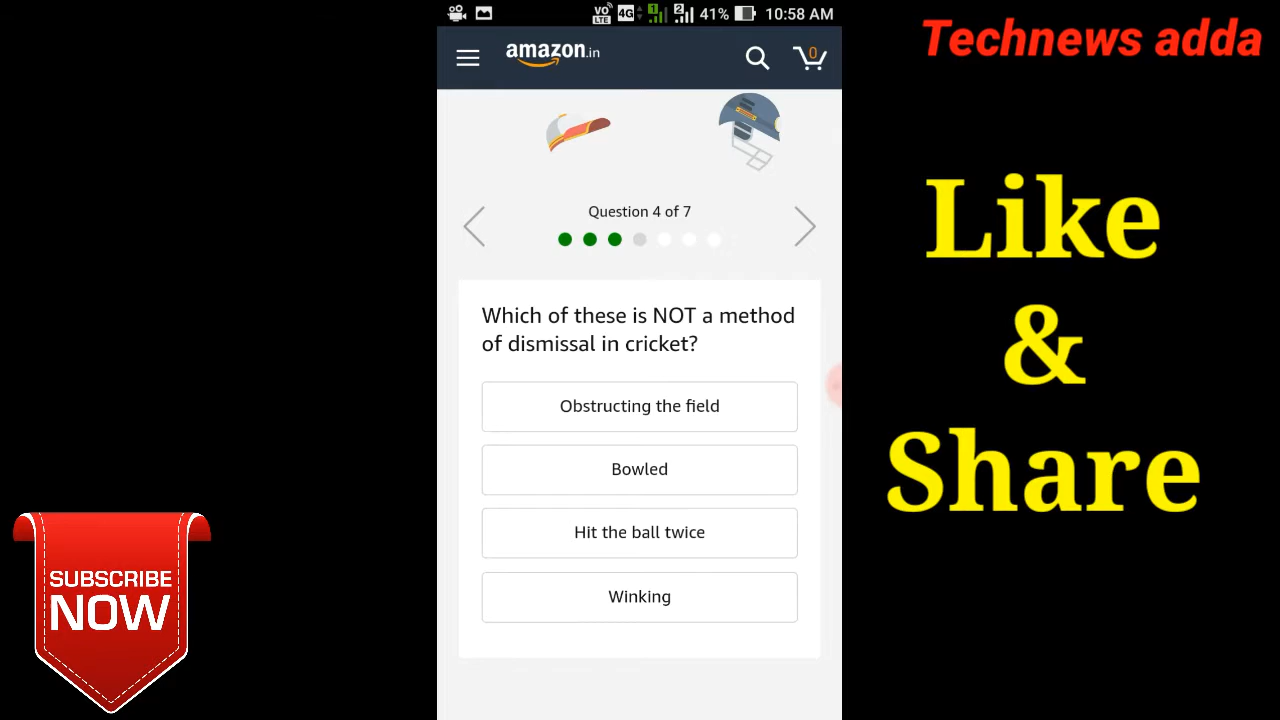 VO LTE 4G 1 2 41% 10:58 AM
amazon.in
0
Technews adda
Question 4 of 7
Which of these is NOT a method
of dismissal in cricket?
Obstructing the field
Bowled
Hit the ball twice
Winking
Like
&
Share
SUBSCRIBE
NOW